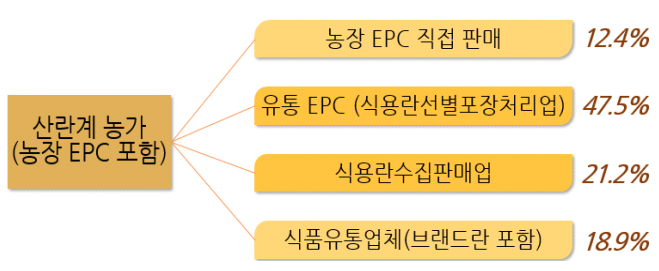 농장 EPC 직접 판매 12.4%
유통 EPC (식용란선별포장처리업) 47.5%
산란계 농가
(농장 EPC 포함)
식용란수집판매업 21.2%
식품유통업체(브랜드란 포함) 18.9%